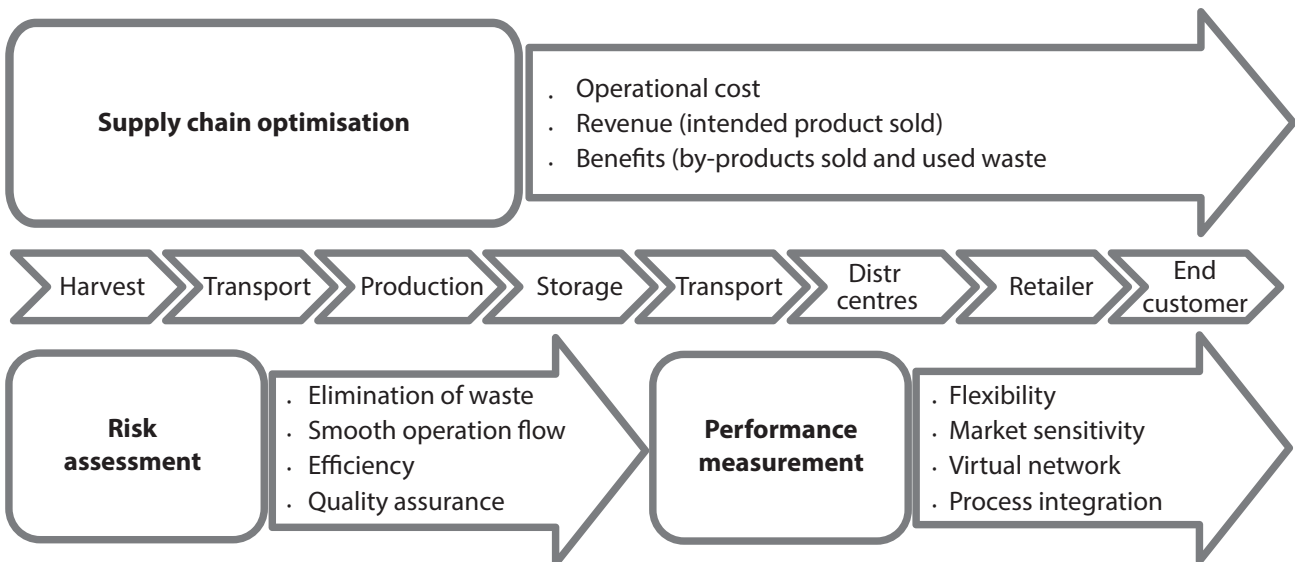 Supply chain optimisation
. Operational cost
. Revenue (intended product sold)
. Benefits (by-products sold and used waste
Harvest
Transport
Production
Storage
Transport
Distr
centres
Retailer
End
customer
Risk
assessment
. Elimination of waste
. Smooth operation flow
. Efficiency
. Quality assurance
Performance
measurement
. Flexibility
. Market sensitivity
. Virtual network
. Process integration